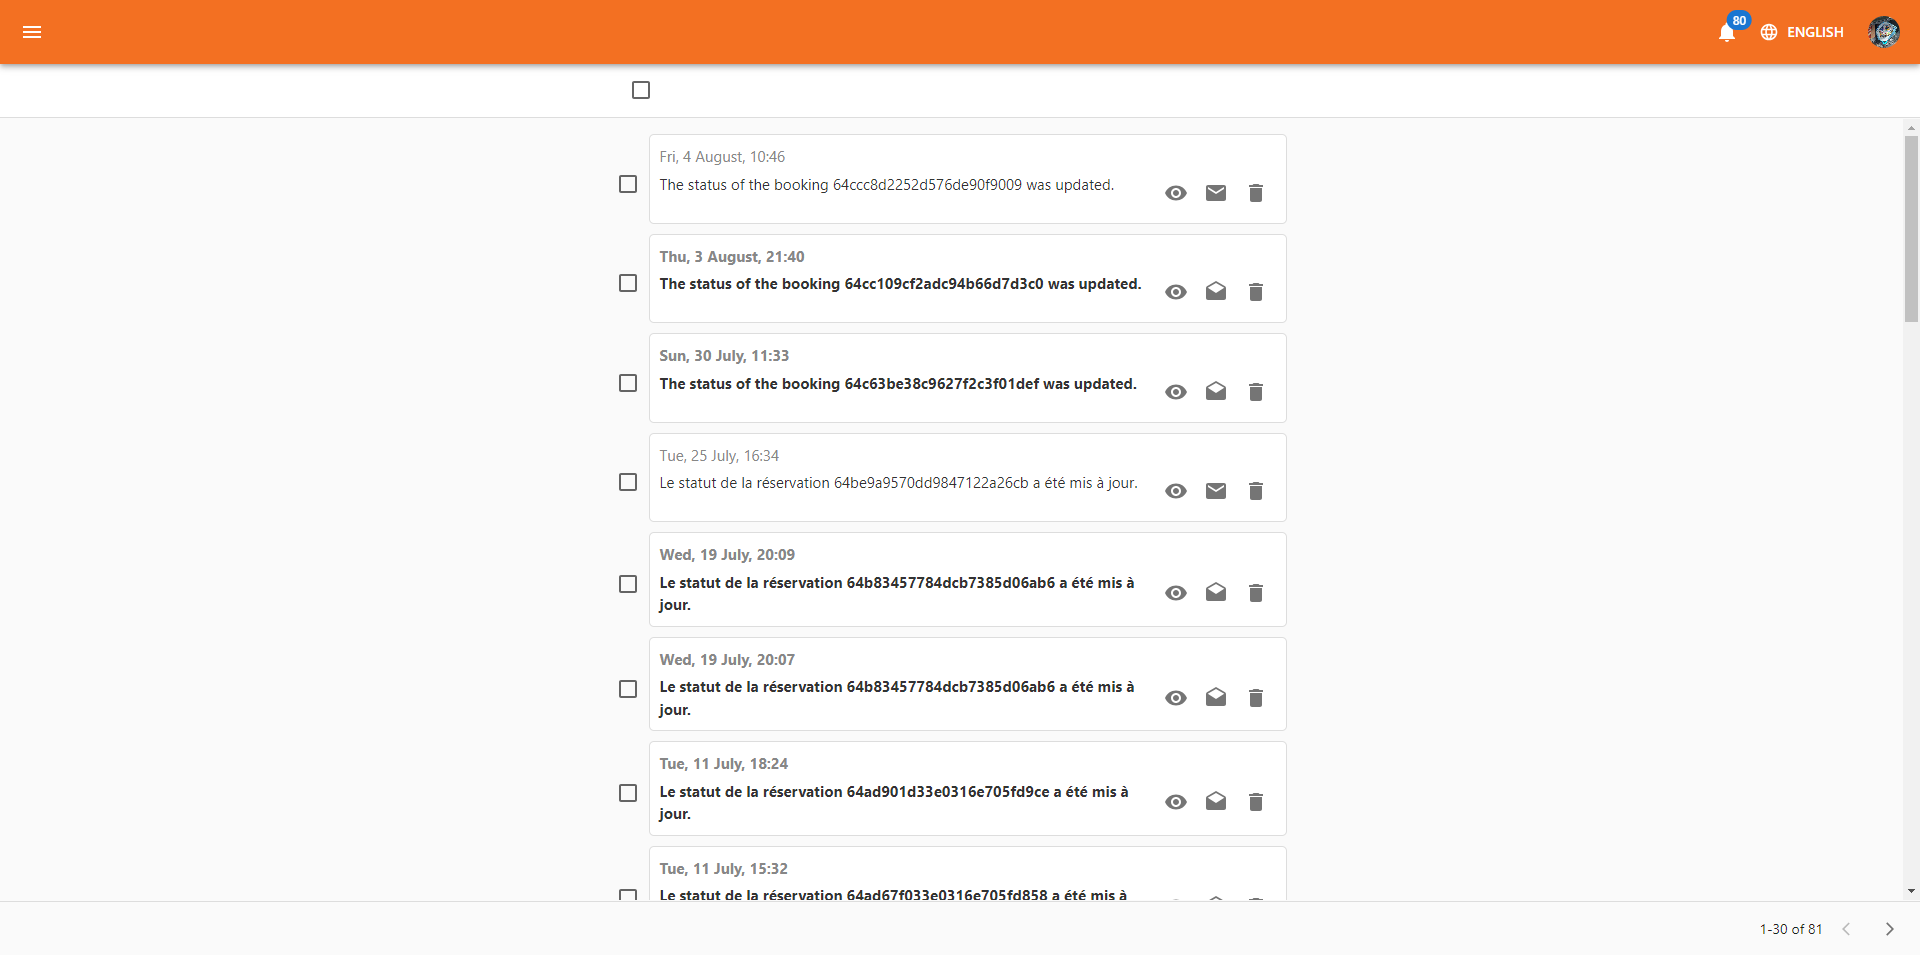 80
ENGLISH
Fri, 4 August, 10:46
The status of the booking 64ccc8d2252d576de90f9009 was updated.
Thu, 3 August, 21:40
The status of the booking 64cc109cf2adc94b66d7d3c0 was updated.
Sun, 30 July, 11:33
The status of the booking 64c63be38c9627f2c3f01def was updated.
Tue, 25 July, 16:34
Le statut de la réservation 64be9a9570dd9847122a26cb a été mis à jour.
Wed, 19 July, 20:09
Le statut de la réservation 64b83457784dcb7385d06ab6 a été mis à
jour.
Wed, 19 July, 20:07
Le statut de la réservation 64b83457784dcb7385d06ab6 a été mis à
jour.
Tue, 11 July, 18:24
Le statut de la réservation 64ad901d33e0316e705fd9ce a été mis à
jour.
Tue, 11 July, 15:32
Le statut de la réservation 64ad67f033e0316e705fd858 a été mis à
1-30 of 81